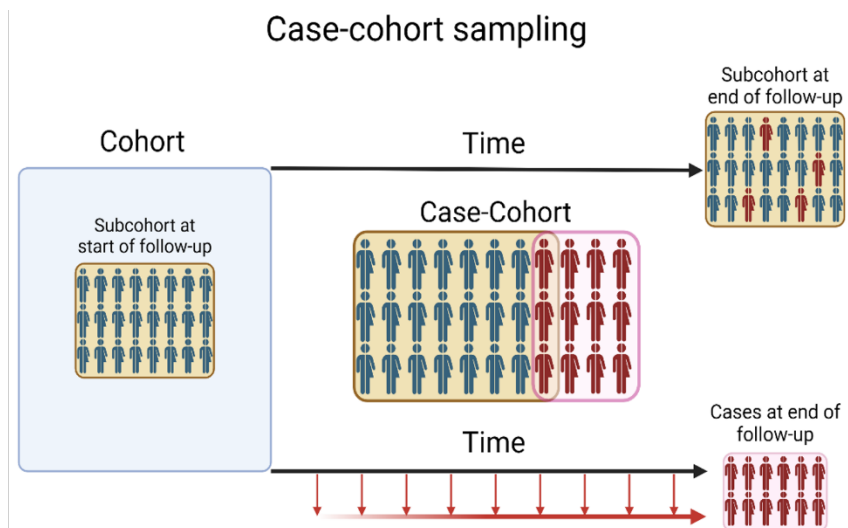 Case-cohort sampling
Subcohort at
end of follow-up
Cohort
Time
Subcohort at
start of follow-up
Case-Cohort
Time
Cases at end of
follow-up